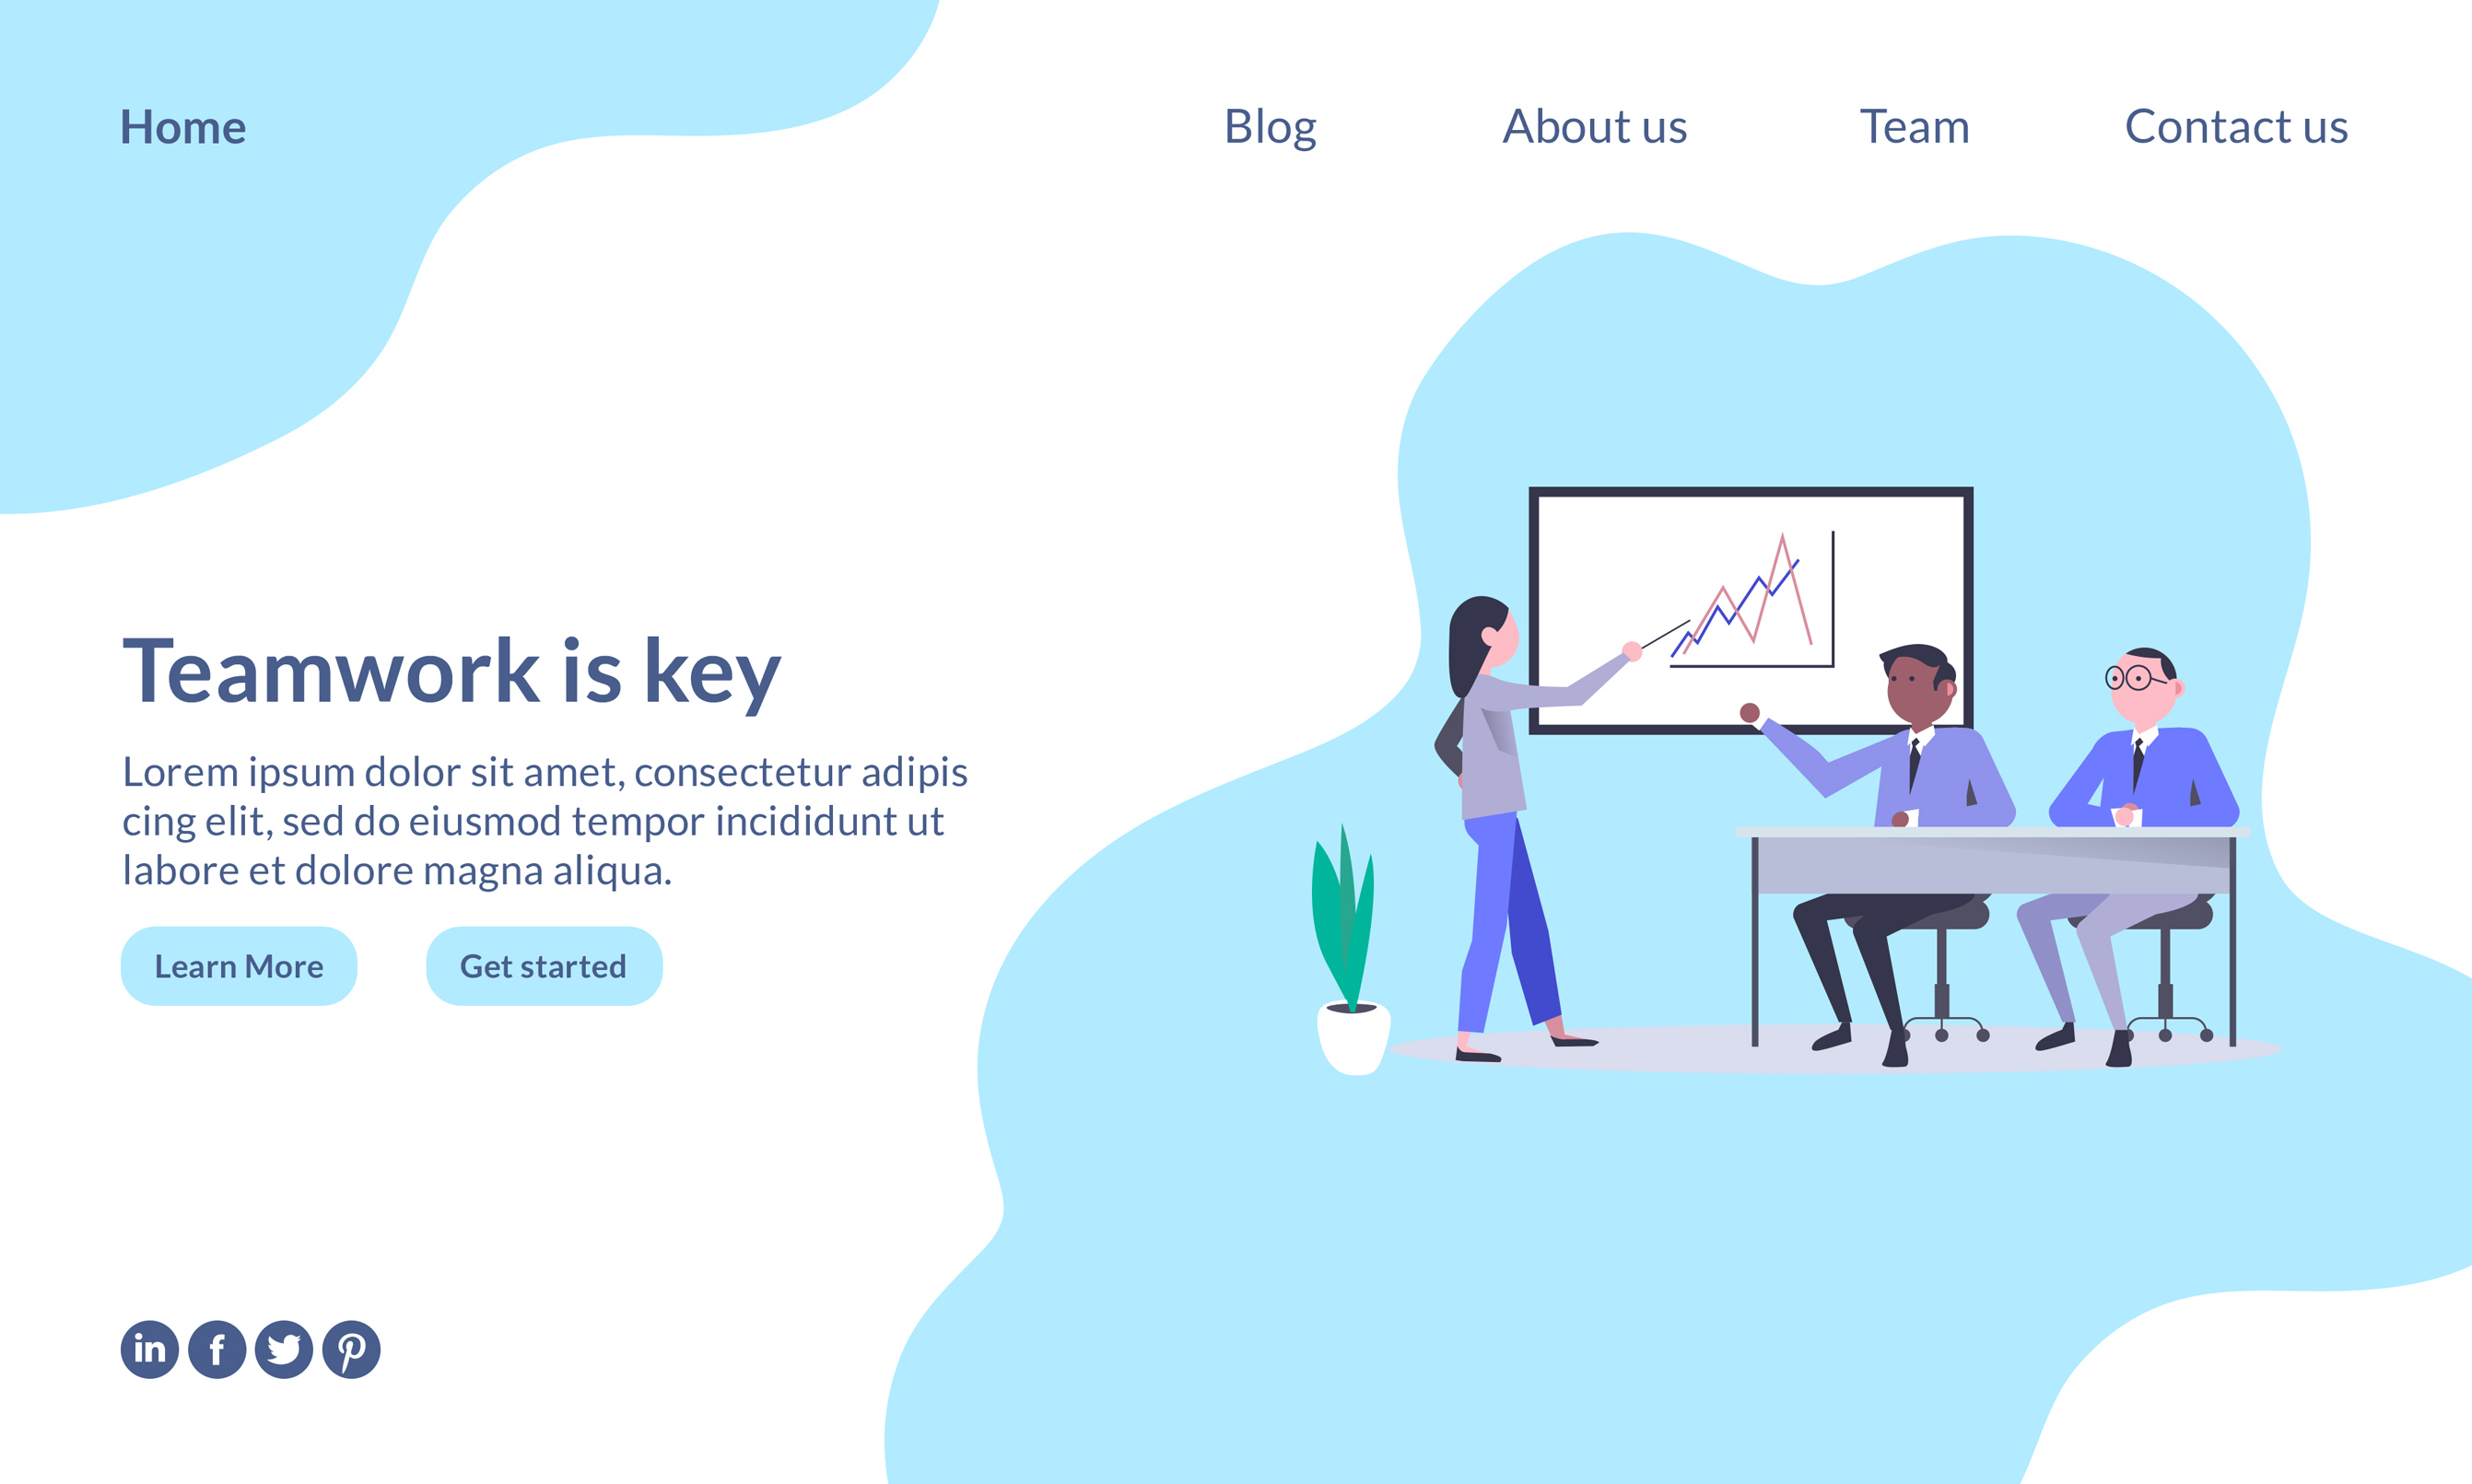 Home
Blog
About us
Team
Contact us
Teamwork is key
Lorem ipsum dolor sit amet, consectetur adipis
cing elit, sed do eiusmod tempor incididunt ut
labore et dolore magna aliqua.
Learn More
Get started
in
f